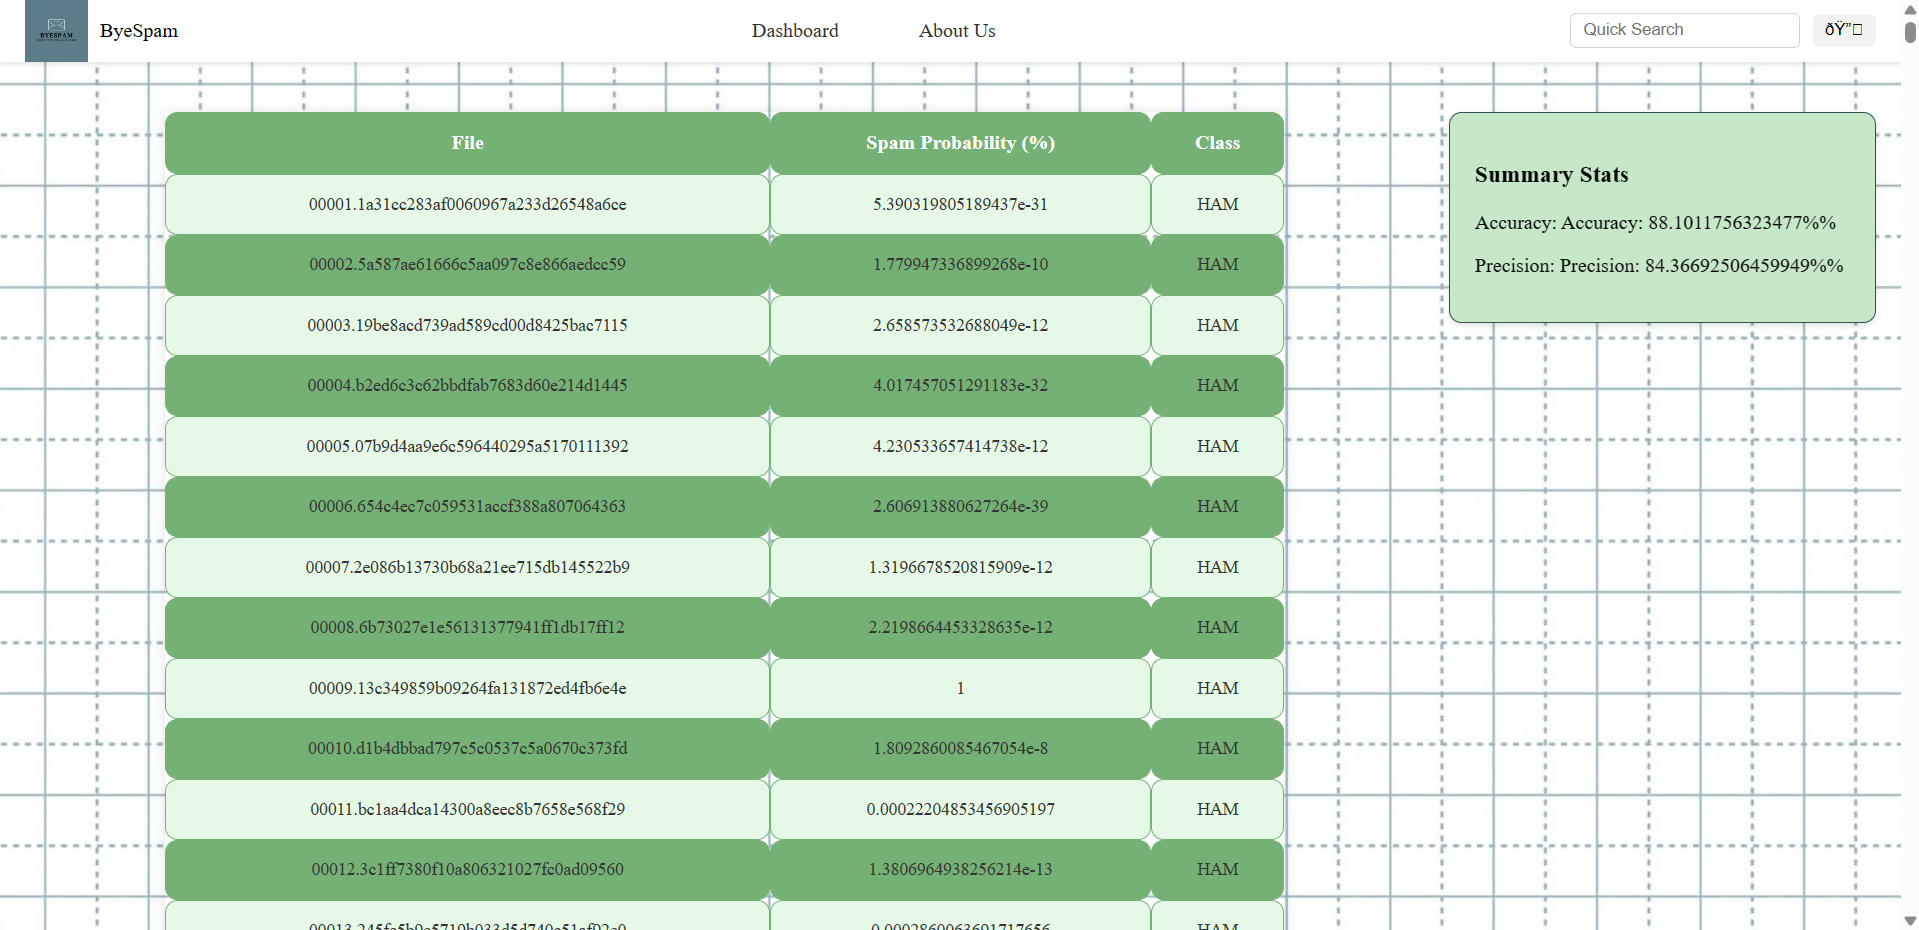 BYESPAM
ByeSpam
Dashboard
About Us
Quick Search
ðŸ”
File Spam Probability (%) Class
00001.1a31cc283af0060967a233d26548a6ce 5.390319805189437e-31 HAM
00002.5a587ae61666c5aa097c8e866aedcc59 1.779947336899268e-10 HAM
00003.19be8acd739ad589cd00d8425bac7115 2.658573532688049e-12 HAM
00004.b2ed6c3c62bbdfab7683d60e214d1445 4.017457051291183e-32 HAM
00005.07b9d4aa9e6c596440295a5170111392 4.230533657414738e-12 HAM
00006.654c4ec7c059531accf388a807064363 2.606913880627264e-39 HAM
00007.2e086b13730b68a21ee715db145522b9 1.3196678520815909e-12 HAM
00008.6b73027e1e56131377941ff1db17ff12 2.2198664453328635e-12 HAM
00009.13c349859b09264fa131872ed4fb6e4e 1 HAM
00010.d1b4dbbad797c5c0537c5a0670c373fd 1.8092860085467054e-8 HAM
00011.bc1aa4dca14300a8eec8b7658e568f29 0.00022204853456905197 HAM
00012.3c1ff7380f10a806321027fc0ad09560 1.3806964938256214e-13 HAM
00013.245fc5b9e5719b033d5d740c51af92e0 0.0002860063691717656 HAM
Summary Stats
Accuracy: Accuracy: 88.1011756323477%%
Precision: Precision: 84.36692506459949%%